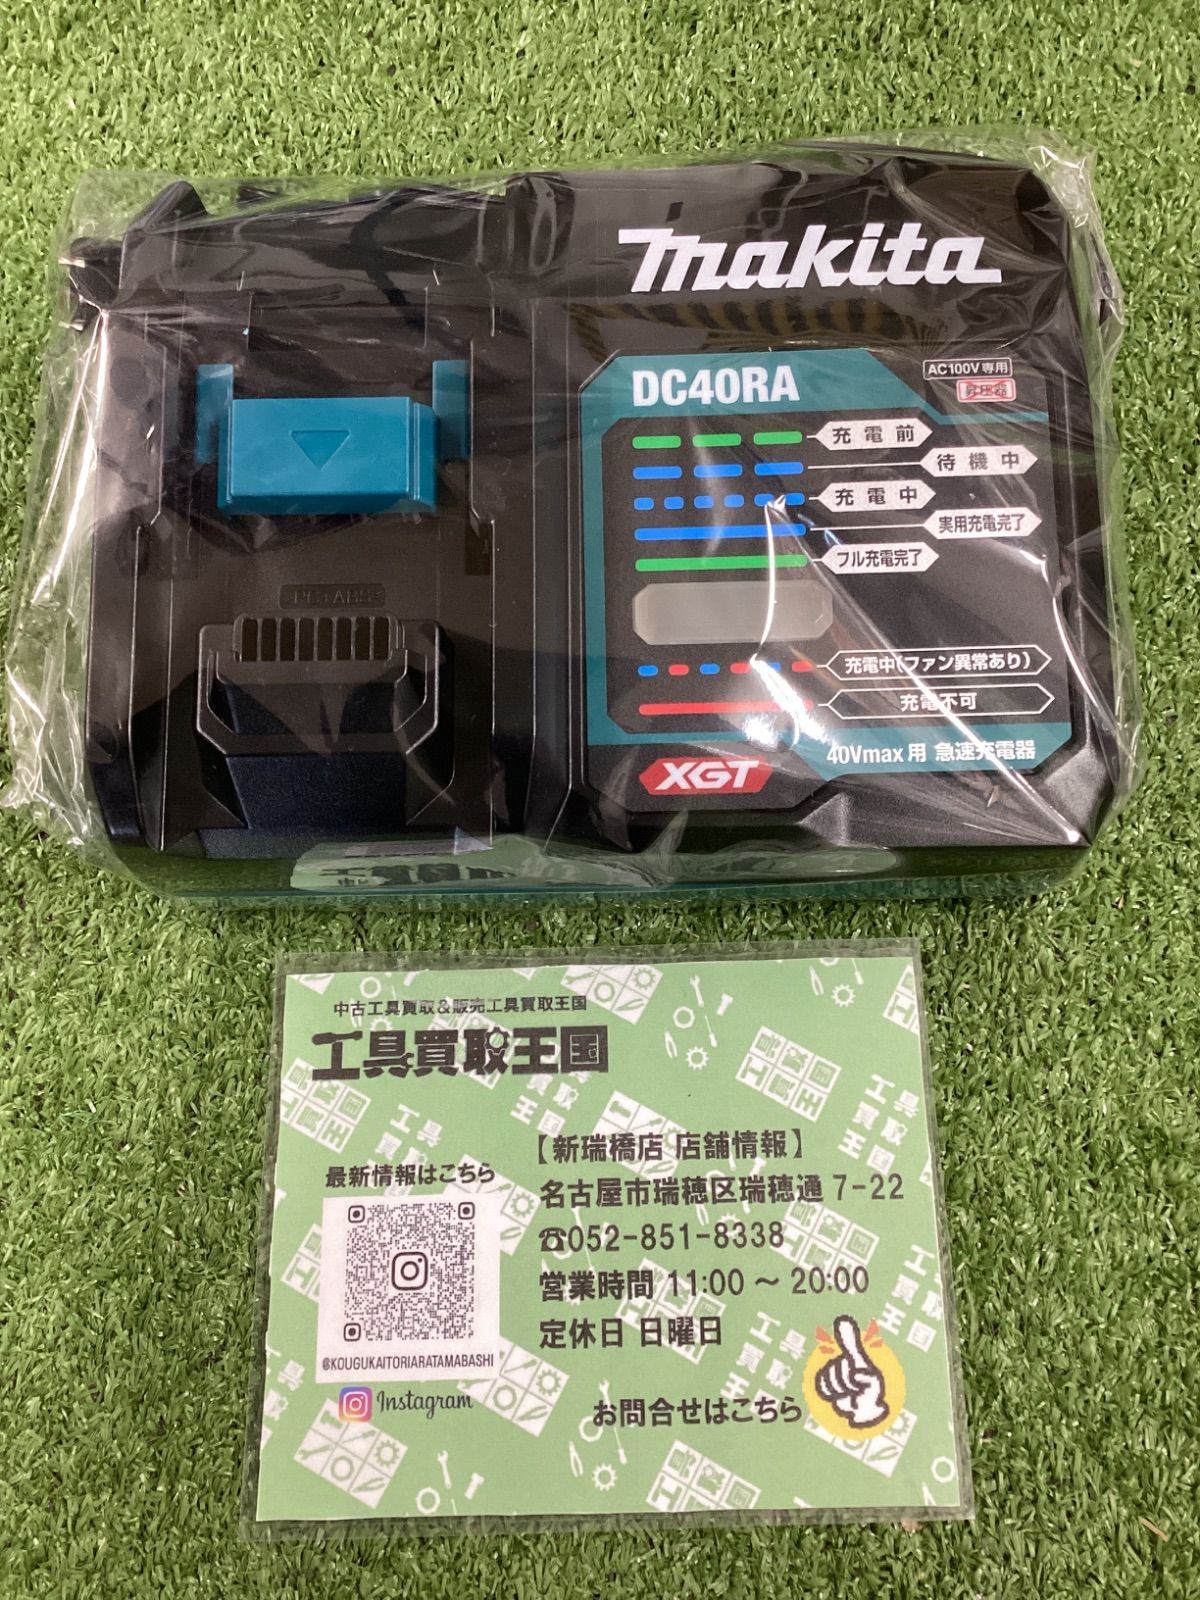 makita
DC40RA
AC100V専用
昇圧器
充電前
待機中
充電中
実用充電完了
フル充電完了
充電中(ファン異常あり)
充電不可
XGT
40Vmax用 急速充電器
>PC+ABS<
中古工具買取&販売工具買取王国
工具買取王国
最新情報はこちら
@KOUGUKAITORIARATAMABASHI
Instagram
【新瑞橋店 店舗情報】
名古屋市瑞穂区瑞穂通 7-22
☎052-851-8338
営業時間 11:00 ~ 20:00
定休日 日曜日
お問合せはこちら